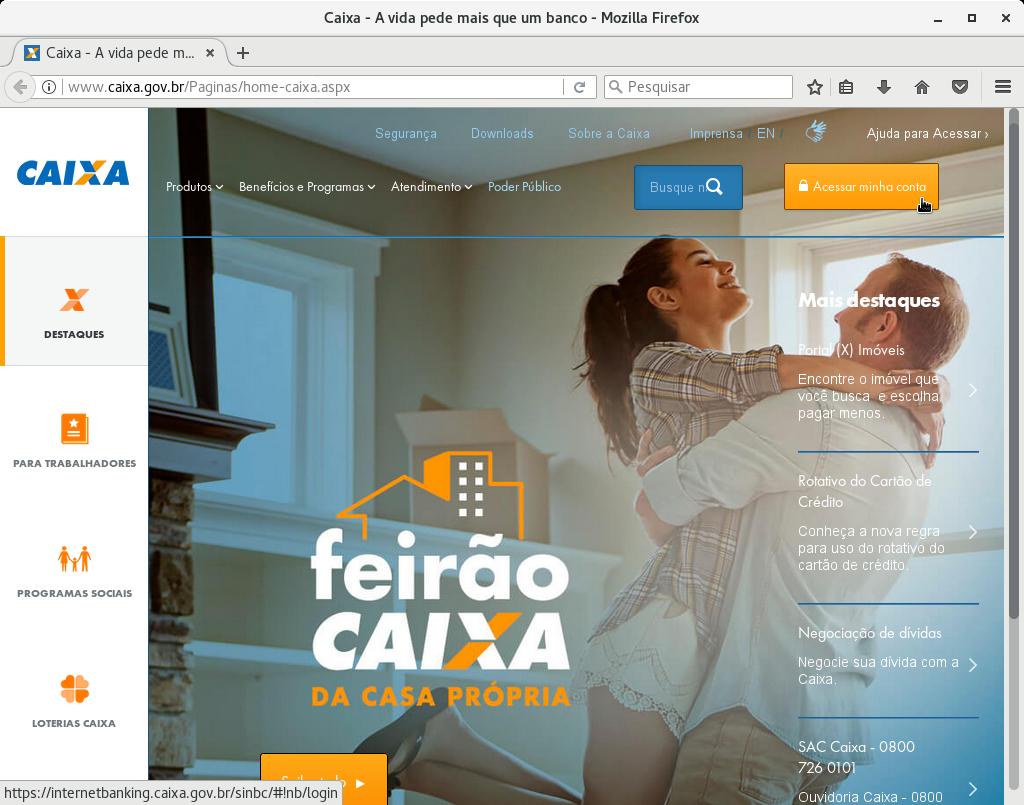 Caixa - A vida pede mais que um banco - Mozilla Firefox
Caixa - A vida pede m...
www.caixa.gov.br/Paginas/home-caixa.aspx
Pesquisar
Segurança Downloads Sobre a Caixa Imprensa / EN /
Ajuda para Acessar ›
CAIXA
Produtos Benefícios e Programas Atendimento Poder Público
Busque n
Acessar minha conta
DESTAQUES
PARA TRABALHADORES
PROGRAMAS SOCIAIS
LOTERIAS CAIXA
feirão
CAIXA
DA CASA PRÓPRIA
Mais destaques
Portal (X) Imóveis
Encontre o imóvel que
você busca e escolha
pagar menos.
Rotativo do Cartão de
Crédito
Conheça a nova regra
para uso do rotativo do
cartão de crédito.
Negociação de dívidas
Negocie sua dívida com a
Caixa.
SAC Caixa - 0800
726 0101
Ouvidoria Caixa - 0800
https://internetbanking.caixa.gov.br/sinbc/#!nb/login